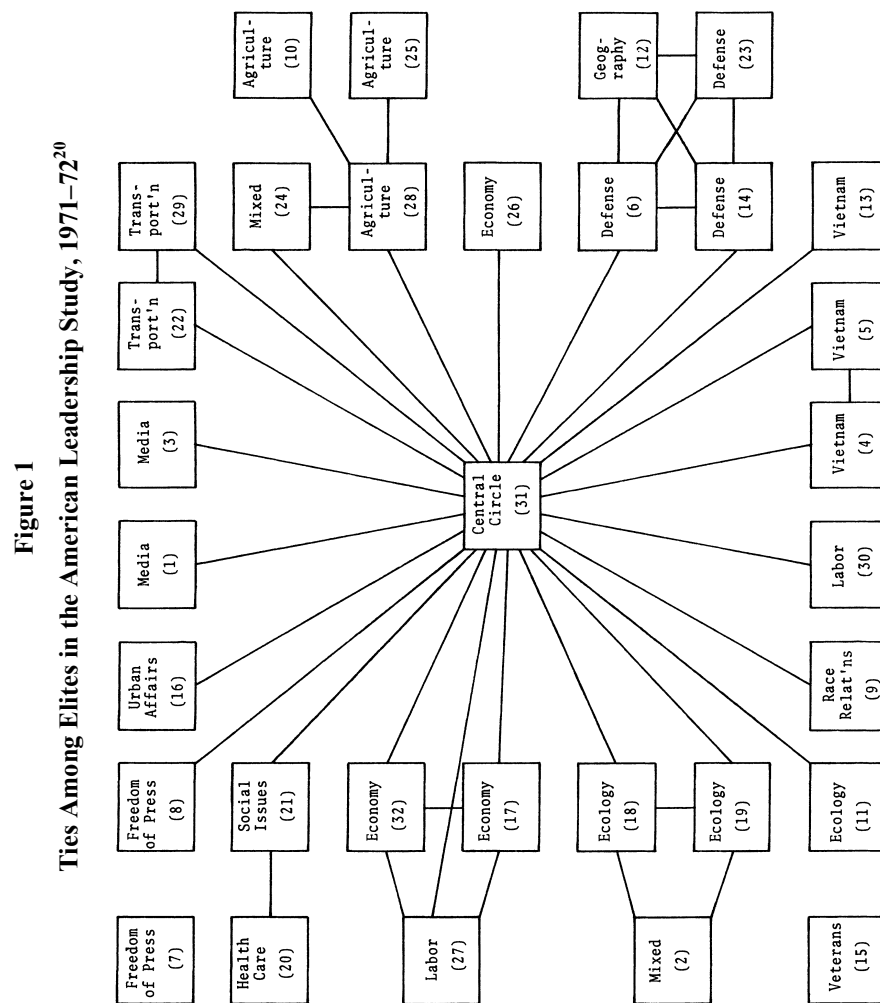 Figure 1
Ties Among Elites in the American Leadership Study, 1971–72²⁰
Freedom
of Press
(7)
Freedom
of Press
(8)
Urban
Affairs
(16)
Media
(1)
Media
(3)
Trans-
port'n
(22)
Trans-
port'n
(29)
Health
Care
(20)
Social
Issues
(21)
Mixed
(24)
Agricul-
ture
(10)
Labor
(27)
Economy
(32)
Economy
(17)
Agricul-
ture
(28)
Agricul-
ture
(25)
Central
Circle
(31)
Economy
(26)
Mixed
(2)
Ecology
(18)
Ecology
(19)
Defense
(6)
Defense
(14)
Geog-
raphy
(12)
Defense
(23)
Veterans
(15)
Ecology
(11)
Race
Relat'ns
(9)
Labor
(30)
Vietnam
(4)
Vietnam
(5)
Vietnam
(13)